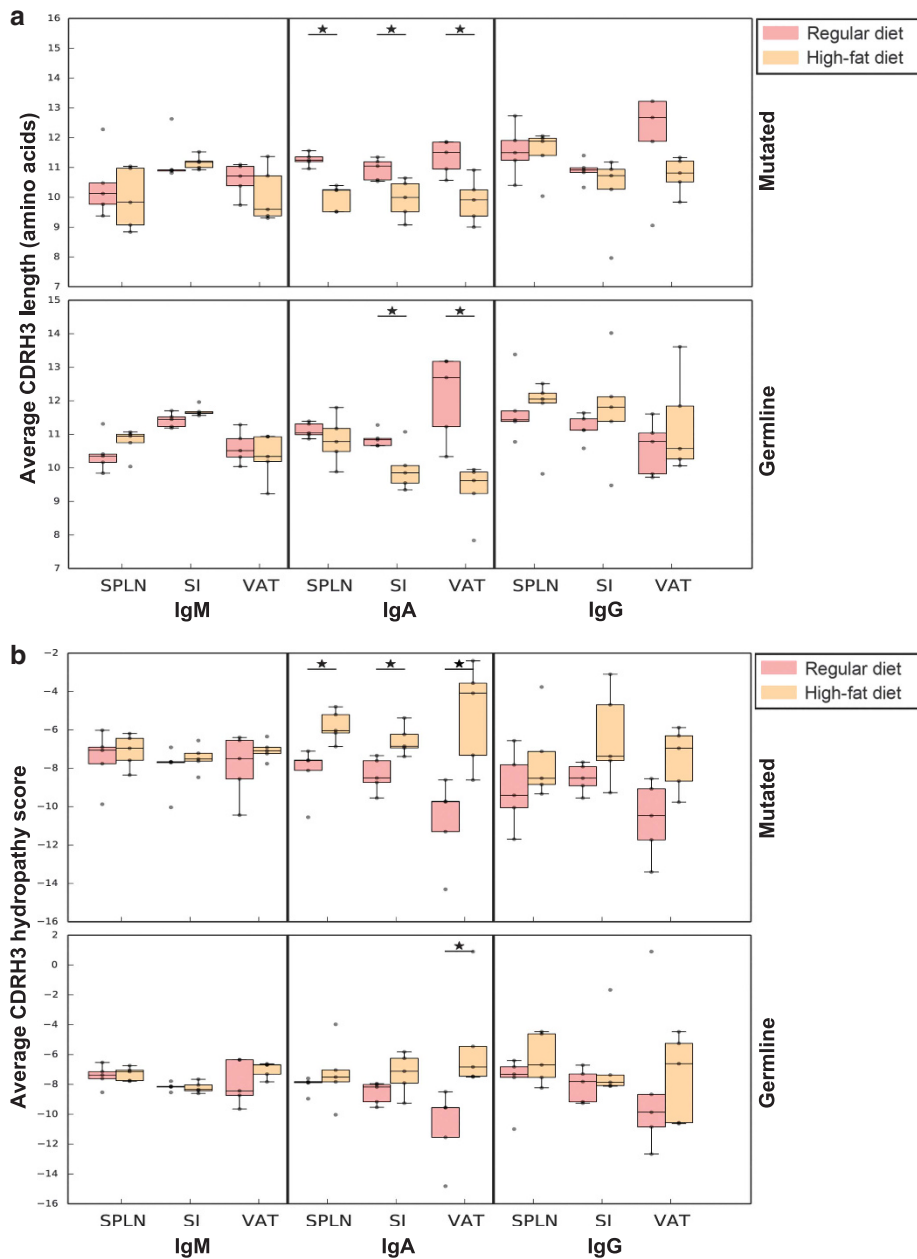 a
Regular diet
High-fat diet
Average CDRH3 length (amino acids)
16
15
14
13
12
11
10
9
8
7
★ ★ ★
Mutated
15
14
13
12
11
10
9
8
7
★ ★
Germline
SPLN SI VAT SPLN SI VAT SPLN SI VAT
IgM IgA IgG
b
Regular diet
High-fat diet
Average CDRH3 hydropathy score
−2
−4
−6
−8
−10
−12
−14
−16
★ ★ ★
Mutated
2
0
−2
−4
−6
−8
−10
−12
−14
−16
★
Germline
SPLN SI VAT SPLN SI VAT SPLN SI VAT
IgM IgA IgG